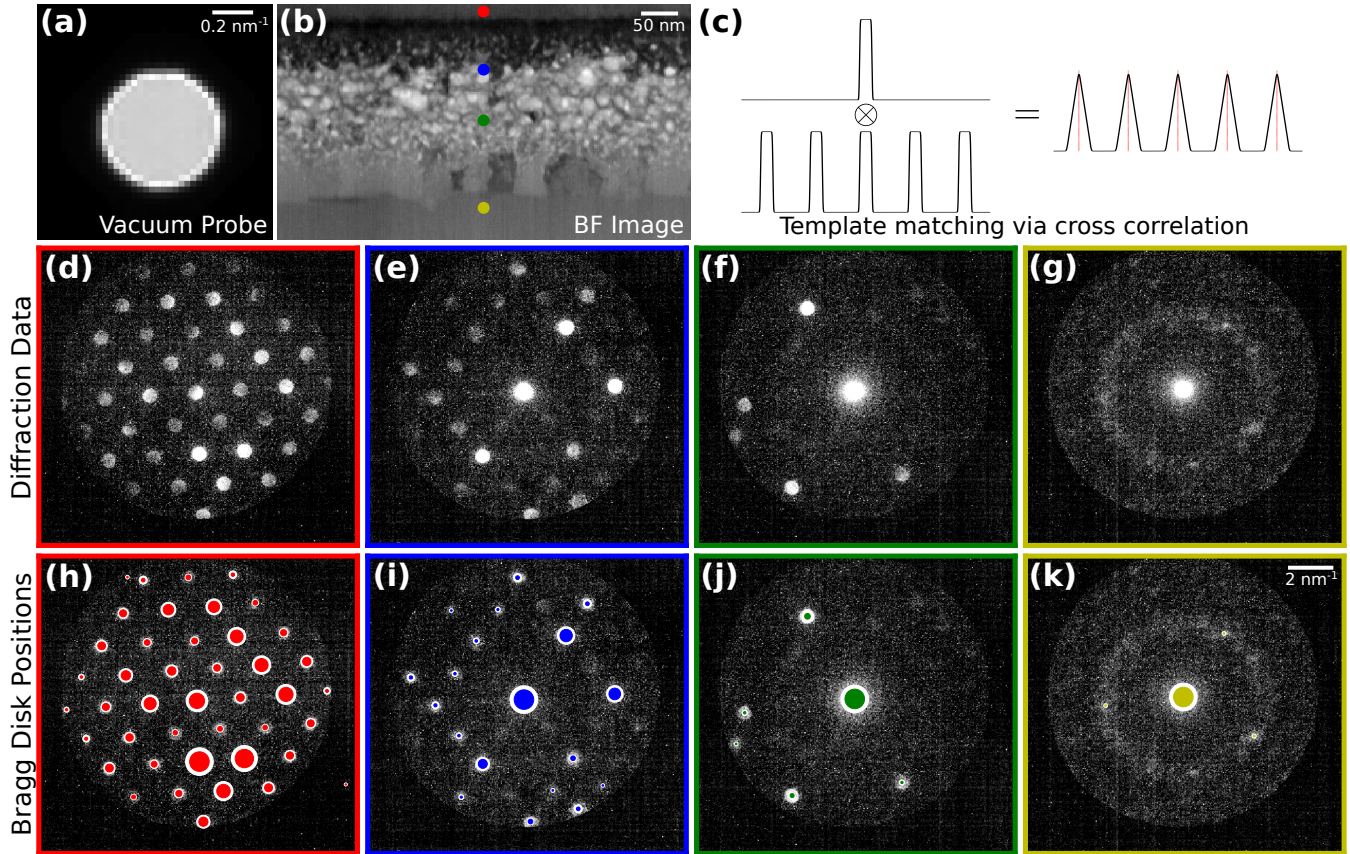 (a)
0.2 nm⁻¹
Vacuum Probe
(b)
50 nm
BF Image
(c)
Template matching via cross correlation
Diffraction Data
(d)
(e)
(f)
(g)
Bragg Disk Positions
(h)
(i)
(j)
(k)
2 nm⁻¹